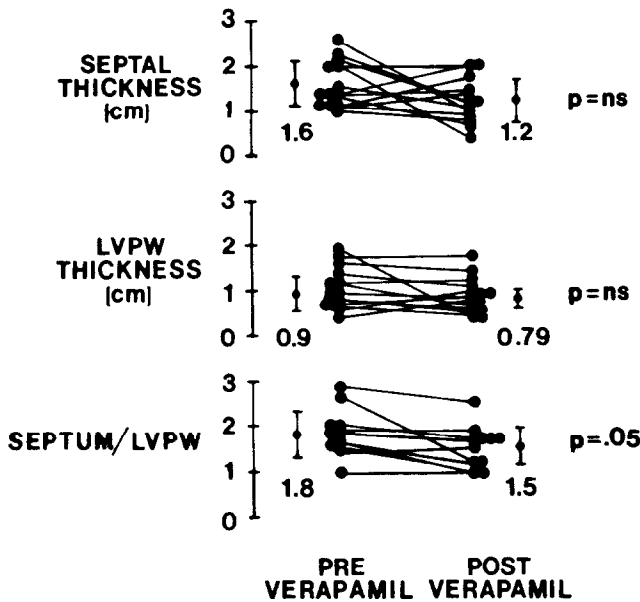 3
SEPTAL
THICKNESS
(cm)
2
1
0
1.6
1.2
p=ns
3
LVPW
THICKNESS
(cm)
2
1
0
0.9
0.79
p=ns
3
SEPTUM/LVPW
2
1
0
1.8
1.5
p=.05
PRE
VERAPAMIL
POST
VERAPAMIL